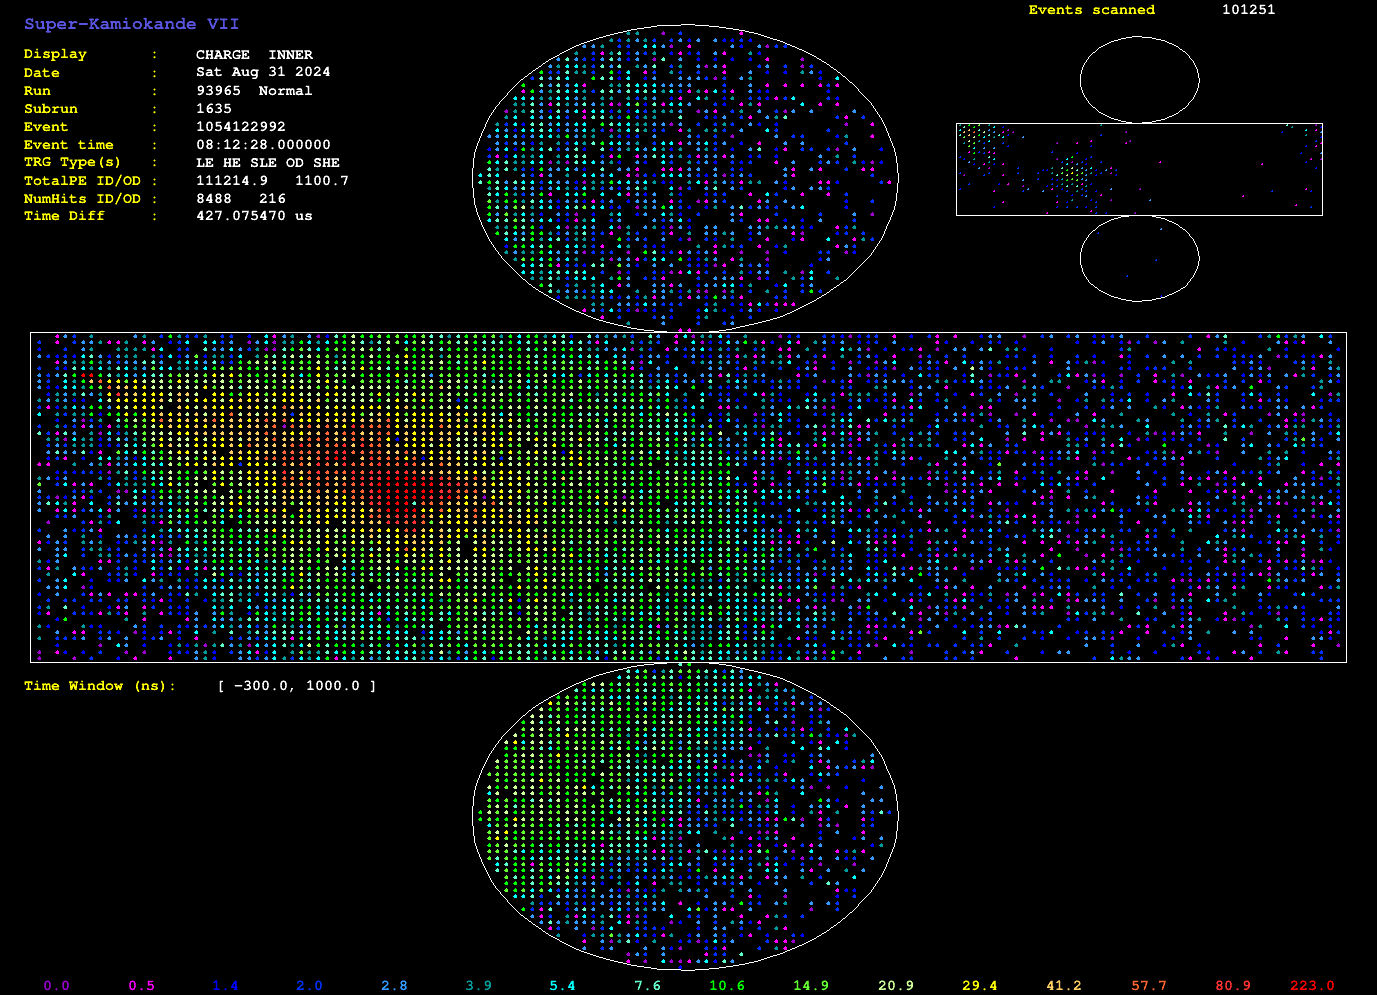 Super-Kamiokande VII
Events scanned 101251
Display : CHARGE INNER
Date : Sat Aug 31 2024
Run : 93965 Normal
Subrun : 1635
Event : 1054122992
Event time : 08:12:28.000000
TRG Type(s) : LE HE SLE OD SHE
TotalPE ID/OD : 111214.9 1100.7
NumHits ID/OD : 8488 216
Time Diff : 427.075470 us
Time Window (ns): [ -300.0, 1000.0 ]
0.0 0.5 1.4 2.0 2.8 3.9 5.4 7.6 10.6 14.9 20.9 29.4 41.2 57.7 80.9 223.0